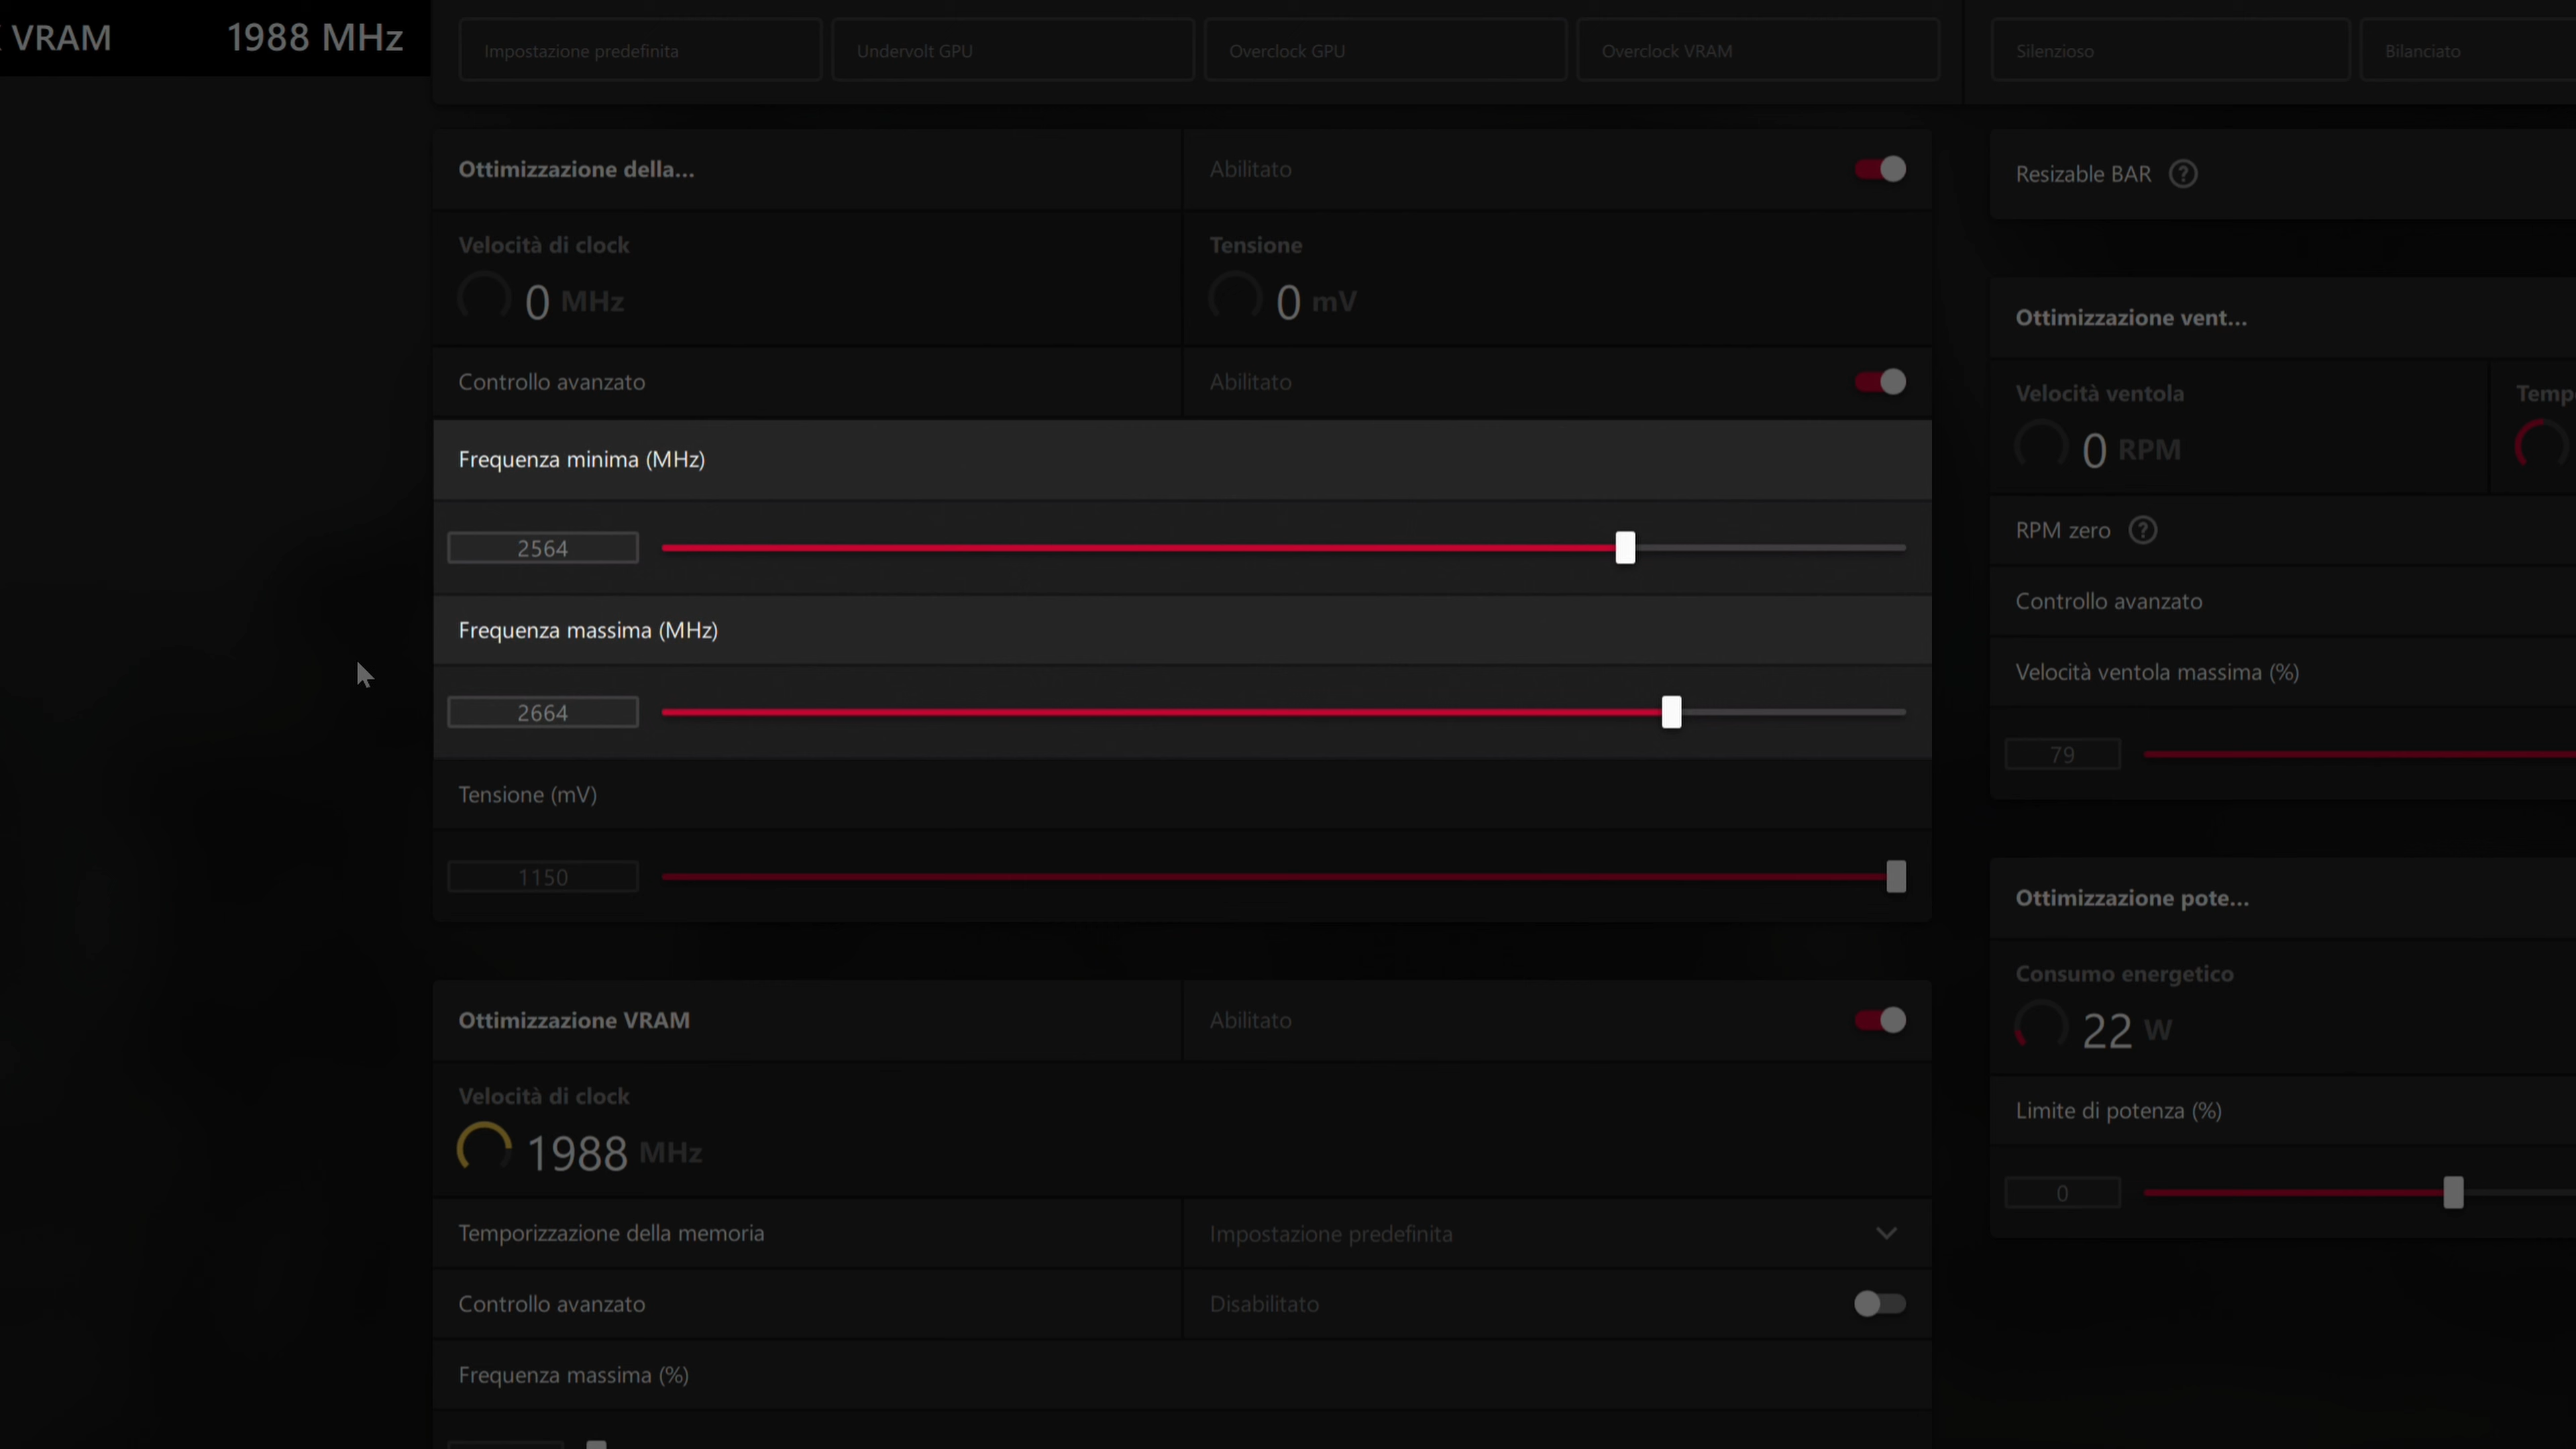 VRAM 1988 MHz
Impostazione predefinita
Undervolt GPU
Overclock GPU
Overclock VRAM
Silenzioso
Bilanciato
Ottimizzazione della...
Abilitato
Velocità di clock
0 MHz
Tensione
0 mV
Controllo avanzato
Abilitato
Frequenza minima (MHz)
2564
Frequenza massima (MHz)
2664
Tensione (mV)
1150
Ottimizzazione VRAM
Abilitato
Velocità di clock
1988 MHz
Temporizzazione della memoria
Impostazione predefinita
Controllo avanzato
Disabilitato
Frequenza massima (%)
Resizable BAR ?
Ottimizzazione vent...
Velocità ventola
0 RPM
Temp
RPM zero ?
Controllo avanzato
Velocità ventola massima (%)
79
Ottimizzazione pote...
Consumo energetico
22 W
Limite di potenza (%)
0